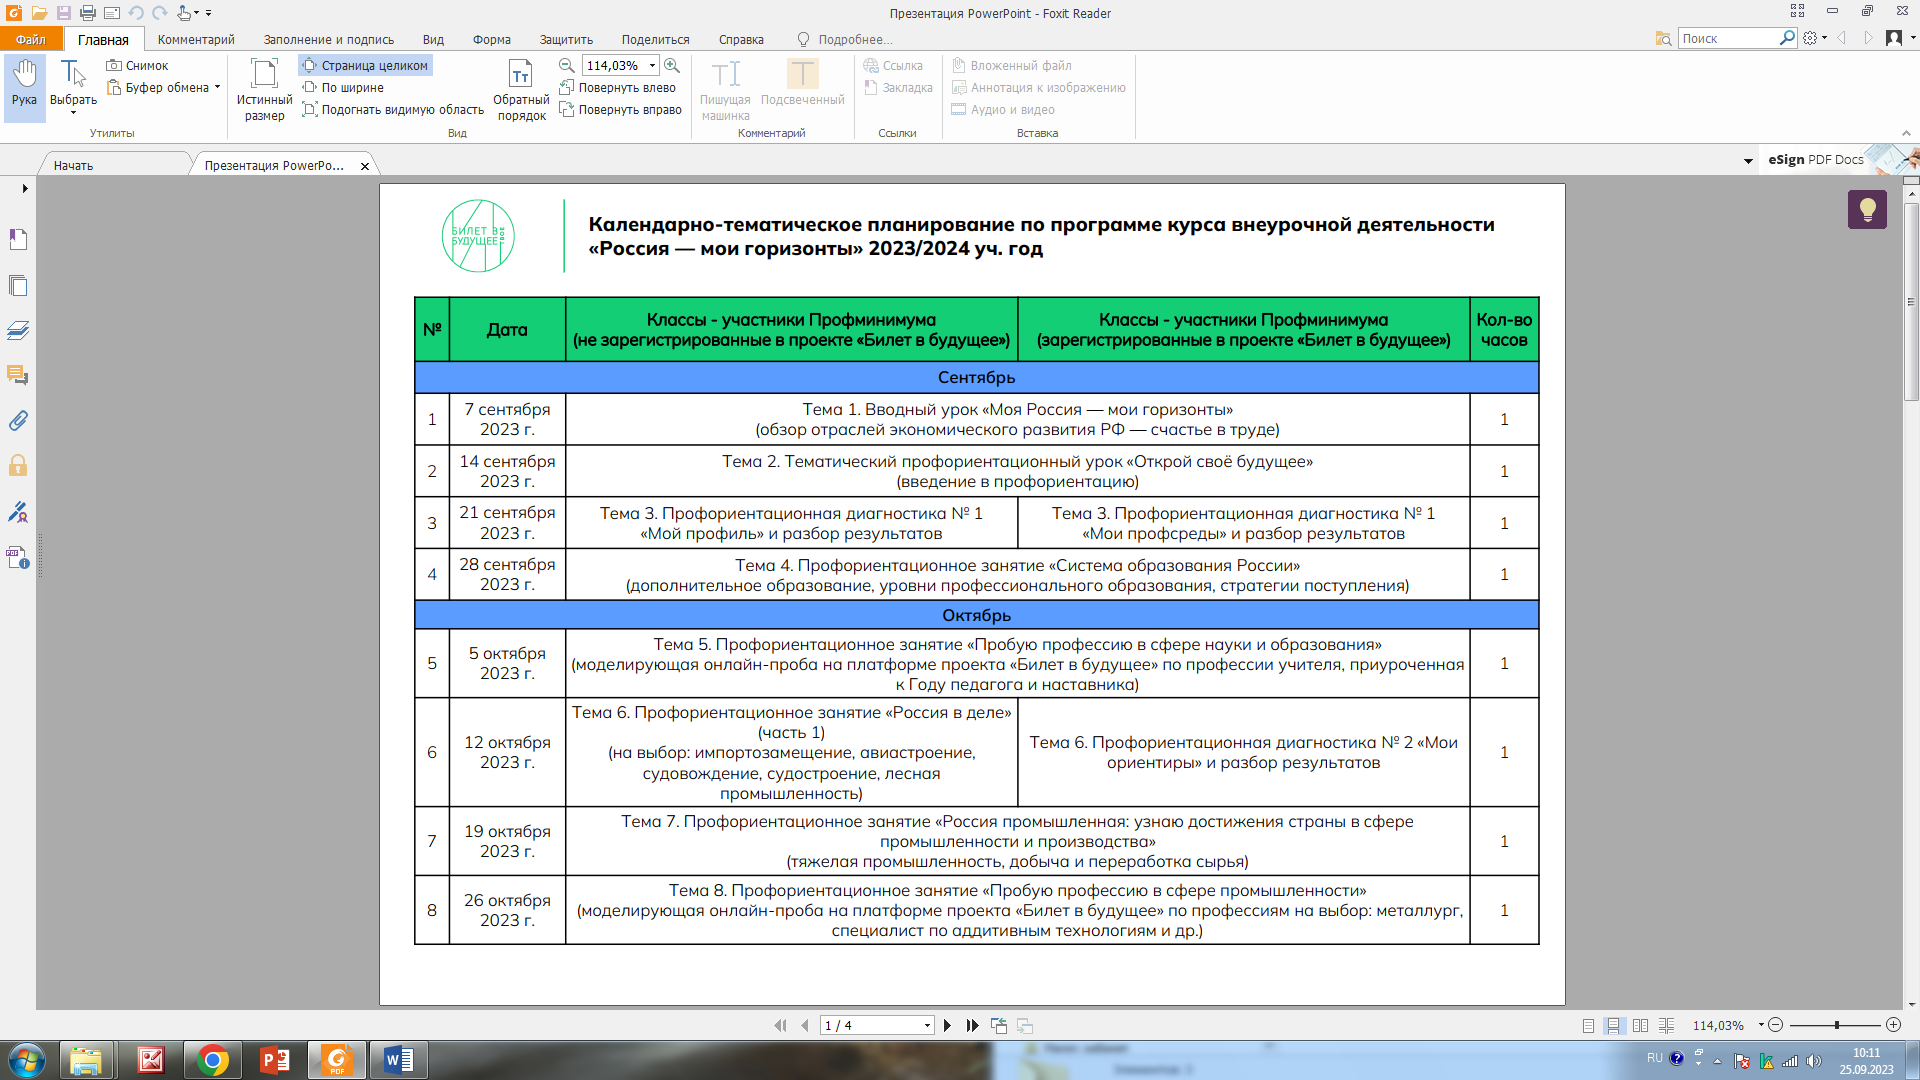 Презентация PowerPoint - Foxit Reader
Файл
Главная
Комментарий
Заполнение и подпись
Вид
Форма
Защитить
Поделиться
Справка
Подробнее...
Поиск
Рука
Выбрать
Снимок
Буфер обмена
Утилиты
Истинный
размер
Страница целиком
По ширине
Подогнать видимую область
Обратный
порядок
114,03%
Повернуть влево
Повернуть вправо
Вид
Пишущая
машинка
Подсвеченный
Комментарий
Ссылка
Закладка
Ссылки
Вложенный файл
Аннотация к изображению
Аудио и видео
Вставка
Начать
Презентация PowerPo...
eSign PDF Docs
БИЛЕТ В
БУДУЩЕЕ
Календарно-тематическое планирование по программе курса внеурочной деятельности
«Россия — мои горизонты» 2023/2024 уч. год
№
Дата
Классы - участники Профминимума
(не зарегистрированные в проекте «Билет в будущее»)
Классы - участники Профминимума
(зарегистрированные в проекте «Билет в будущее»)
Кол-во
часов
Сентябрь
1
7 сентября
2023 г.
Тема 1. Вводный урок «Моя Россия — мои горизонты»
(обзор отраслей экономического развития РФ — счастье в труде)
1
2
14 сентября
2023 г.
Тема 2. Тематический профориентационный урок «Открой своё будущее»
(введение в профориентацию)
1
3
21 сентября
2023 г.
Тема 3. Профориентационная диагностика № 1
«Мой профиль» и разбор результатов
Тема 3. Профориентационная диагностика № 1
«Мои профсреды» и разбор результатов
1
4
28 сентября
2023 г.
Тема 4. Профориентационное занятие «Система образования России»
(дополнительное образование, уровни профессионального образования, стратегии поступления)
1
Октябрь
5
5 октября
2023 г.
Тема 5. Профориентационное занятие «Пробую профессию в сфере науки и образования»
(моделирующая онлайн-проба на платформе проекта «Билет в будущее» по профессии учителя, приуроченная
к Году педагога и наставника)
1
6
12 октября
2023 г.
Тема 6. Профориентационное занятие «Россия в деле»
(часть 1)
(на выбор: импортозамещение, авиастроение,
судовождение, судостроение, лесная
промышленность)
Тема 6. Профориентационная диагностика № 2 «Мои
ориентиры» и разбор результатов
1
7
19 октября
2023 г.
Тема 7. Профориентационное занятие «Россия промышленная: узнаю достижения страны в сфере
промышленности и производства»
(тяжелая промышленность, добыча и переработка сырья)
1
8
26 октября
2023 г.
Тема 8. Профориентационное занятие «Пробую профессию в сфере промышленности»
(моделирующая онлайн-проба на платформе проекта «Билет в будущее» по профессиям на выбор: металлург,
специалист по аддитивным технологиям и др.)
1
1 / 4
114,03%
RU
10:11
25.09.2023